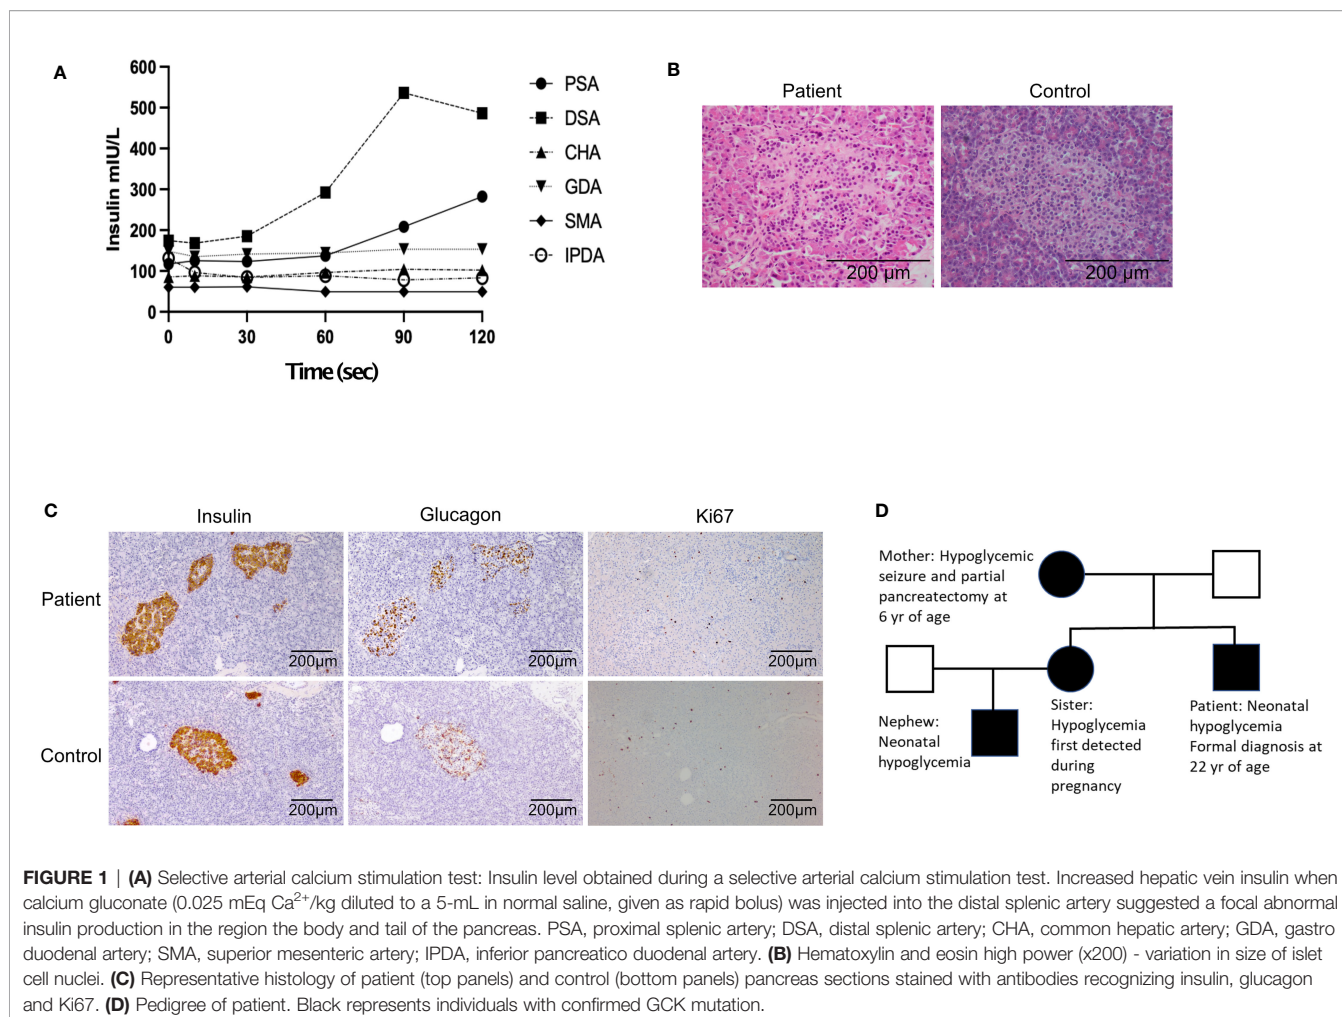 A
600
500
400
300
200
100
0
Insulin mIU/L
0 30 60 90 120
Time (sec)
PSA
DSA
CHA
GDA
SMA
IPDA
B
Patient Control
200 µm 200 µm
C
Insulin Glucagon Ki67
Patient
200µm 200µm 200µm
Control
200µm 200µm 200µm
D
Mother: Hypoglycemic
seizure and partial
pancreatectomy at
6 yr of age
Nephew:
Neonatal
hypoglycemia
Sister:
Hypoglycemia
first detected
during
pregnancy
Patient: Neonatal
hypoglycemia
Formal diagnosis at
22 yr of age
FIGURE 1 | (A) Selective arterial calcium stimulation test: Insulin level obtained during a selective arterial calcium stimulation test. Increased hepatic vein insulin when
calcium gluconate (0.025 mEq Ca²⁺/kg diluted to a 5-mL in normal saline, given as rapid bolus) was injected into the distal splenic artery suggested a focal abnormal
insulin production in the region the body and tail of the pancreas. PSA, proximal splenic artery; DSA, distal splenic artery; CHA, common hepatic artery; GDA, gastro
duodenal artery; SMA, superior mesenteric artery; IPDA, inferior pancreatico duodenal artery. (B) Hematoxylin and eosin high power (x200) - variation in size of islet
cell nuclei. (C) Representative histology of patient (top panels) and control (bottom panels) pancreas sections stained with antibodies recognizing insulin, glucagon
and Ki67. (D) Pedigree of patient. Black represents individuals with confirmed GCK mutation.